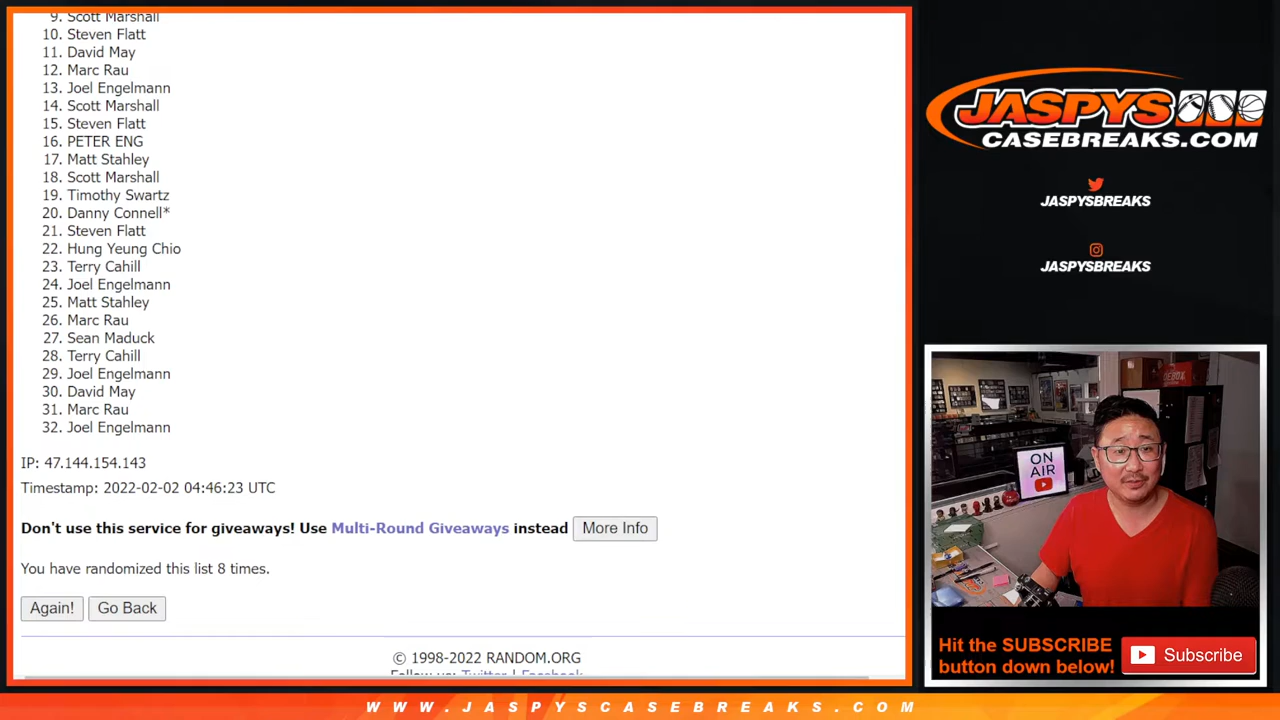 9. Scott Marshall
10. Steven Flatt
11. David May
12. Marc Rau
13. Joel Engelmann
14. Scott Marshall
15. Steven Flatt
16. PETER ENG
17. Matt Stahley
18. Scott Marshall
19. Timothy Swartz
20. Danny Connell*
21. Steven Flatt
22. Hung Yeung Chio
23. Terry Cahill
24. Joel Engelmann
25. Matt Stahley
26. Marc Rau
27. Sean Maduck
28. Terry Cahill
29. Joel Engelmann
30. David May
31. Marc Rau
32. Joel Engelmann
IP: 47.144.154.143
Timestamp: 2022-02-02 04:46:23 UTC
Don't use this service for giveaways! Use Multi-Round Giveaways instead More Info
You have randomized this list 8 times.
Again! Go Back
© 1998-2022 RANDOM.ORG
Follow us: Twitter | Facebook
JASPYS
CASEBREAKS.COM
JASPYSBREAKS
JASPYSBREAKS
ON
AIR
Hit the SUBSCRIBE
button down below!
Subscribe
WWW.JASPYSCASEBREAKS.COM